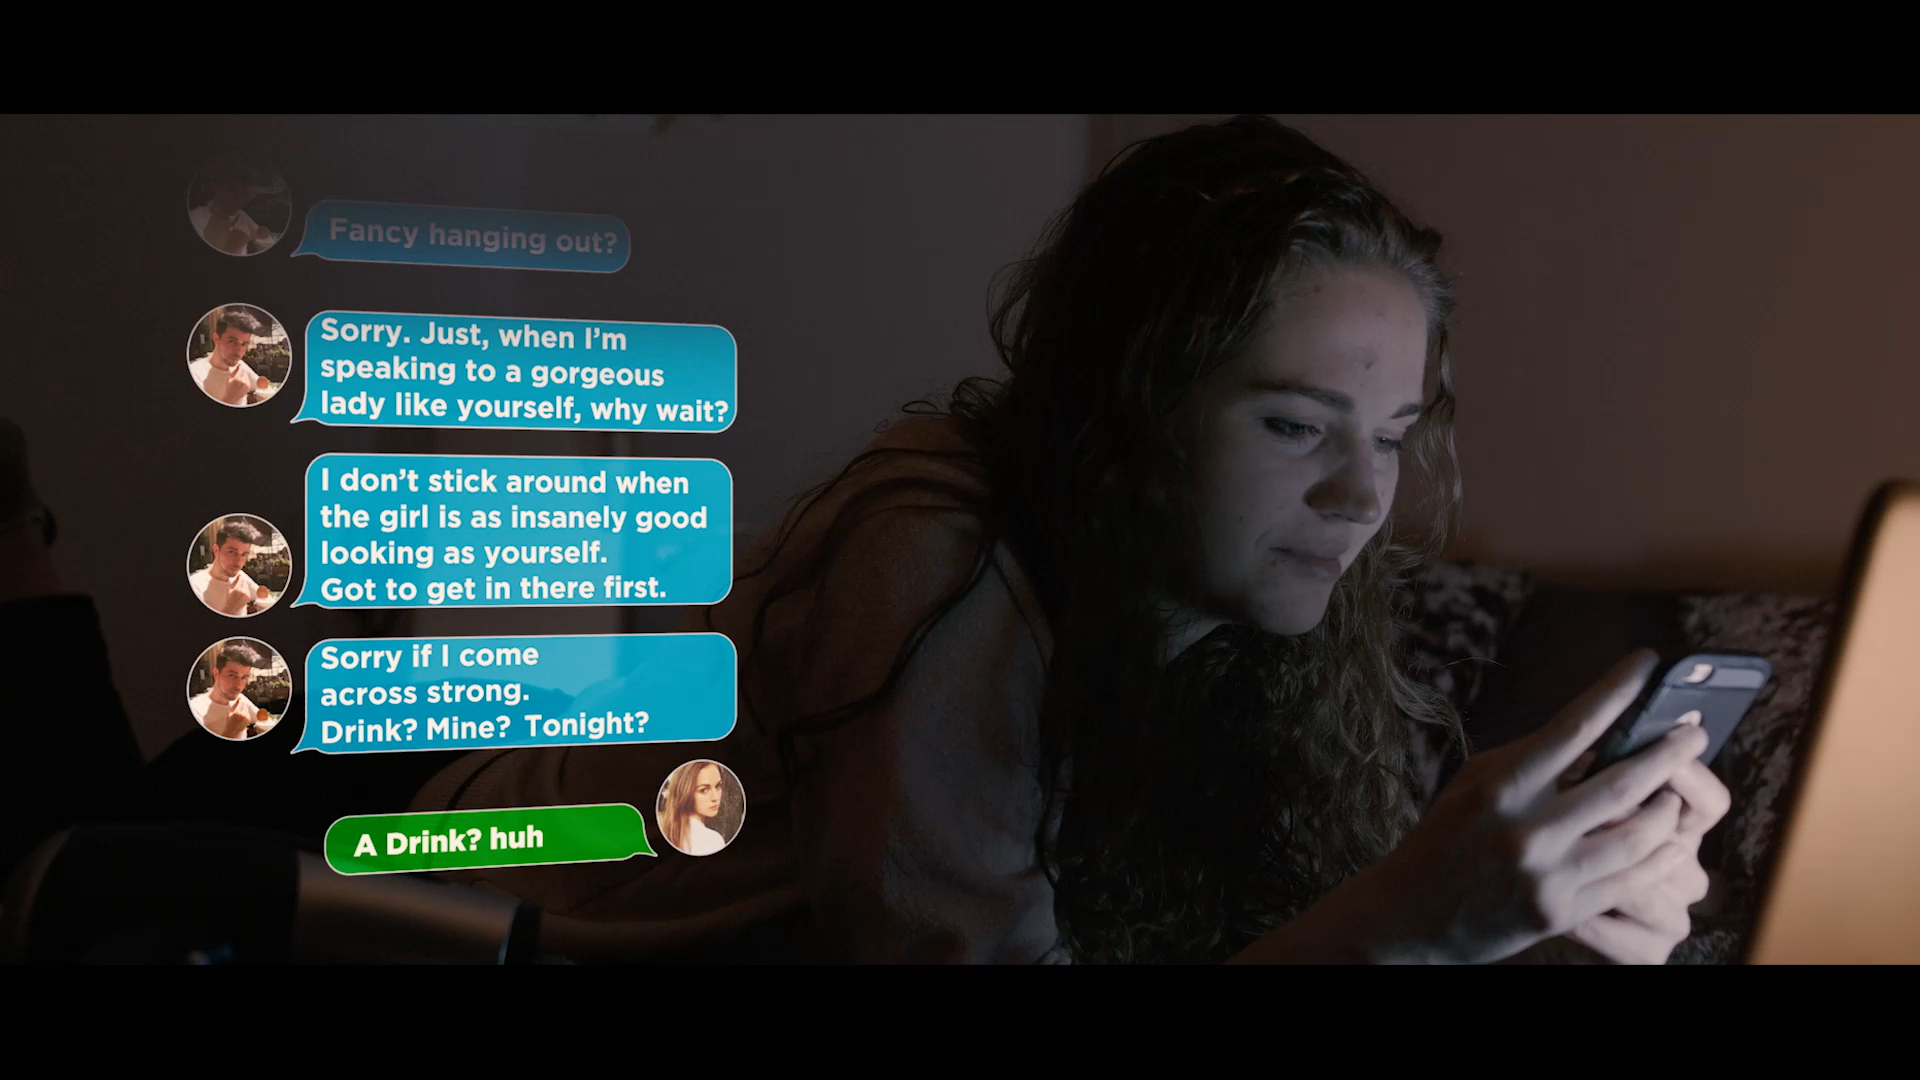 Fancy hanging out?
Sorry. Just, when I'm
speaking to a gorgeous
lady like yourself, why wait?
I don't stick around when
the girl is as insanely good
looking as yourself.
Got to get in there first.
Sorry if I come
across strong.
Drink? Mine? Tonight?
A Drink? huh